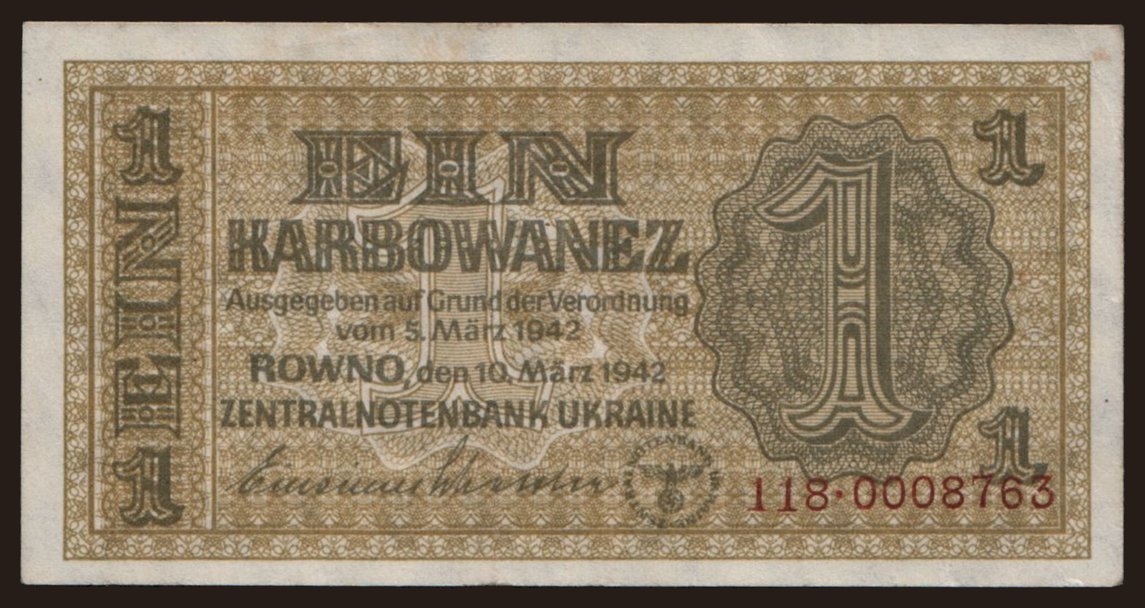 1
EIN
1
EIN
KARBOWANEZ
Ausgegeben auf Grund der Verordnung
vom 5. März 1942
ROWNO, den 10. März 1942
ZENTRALNOTENBANK UKRAINE
1
1
1
118·0008763